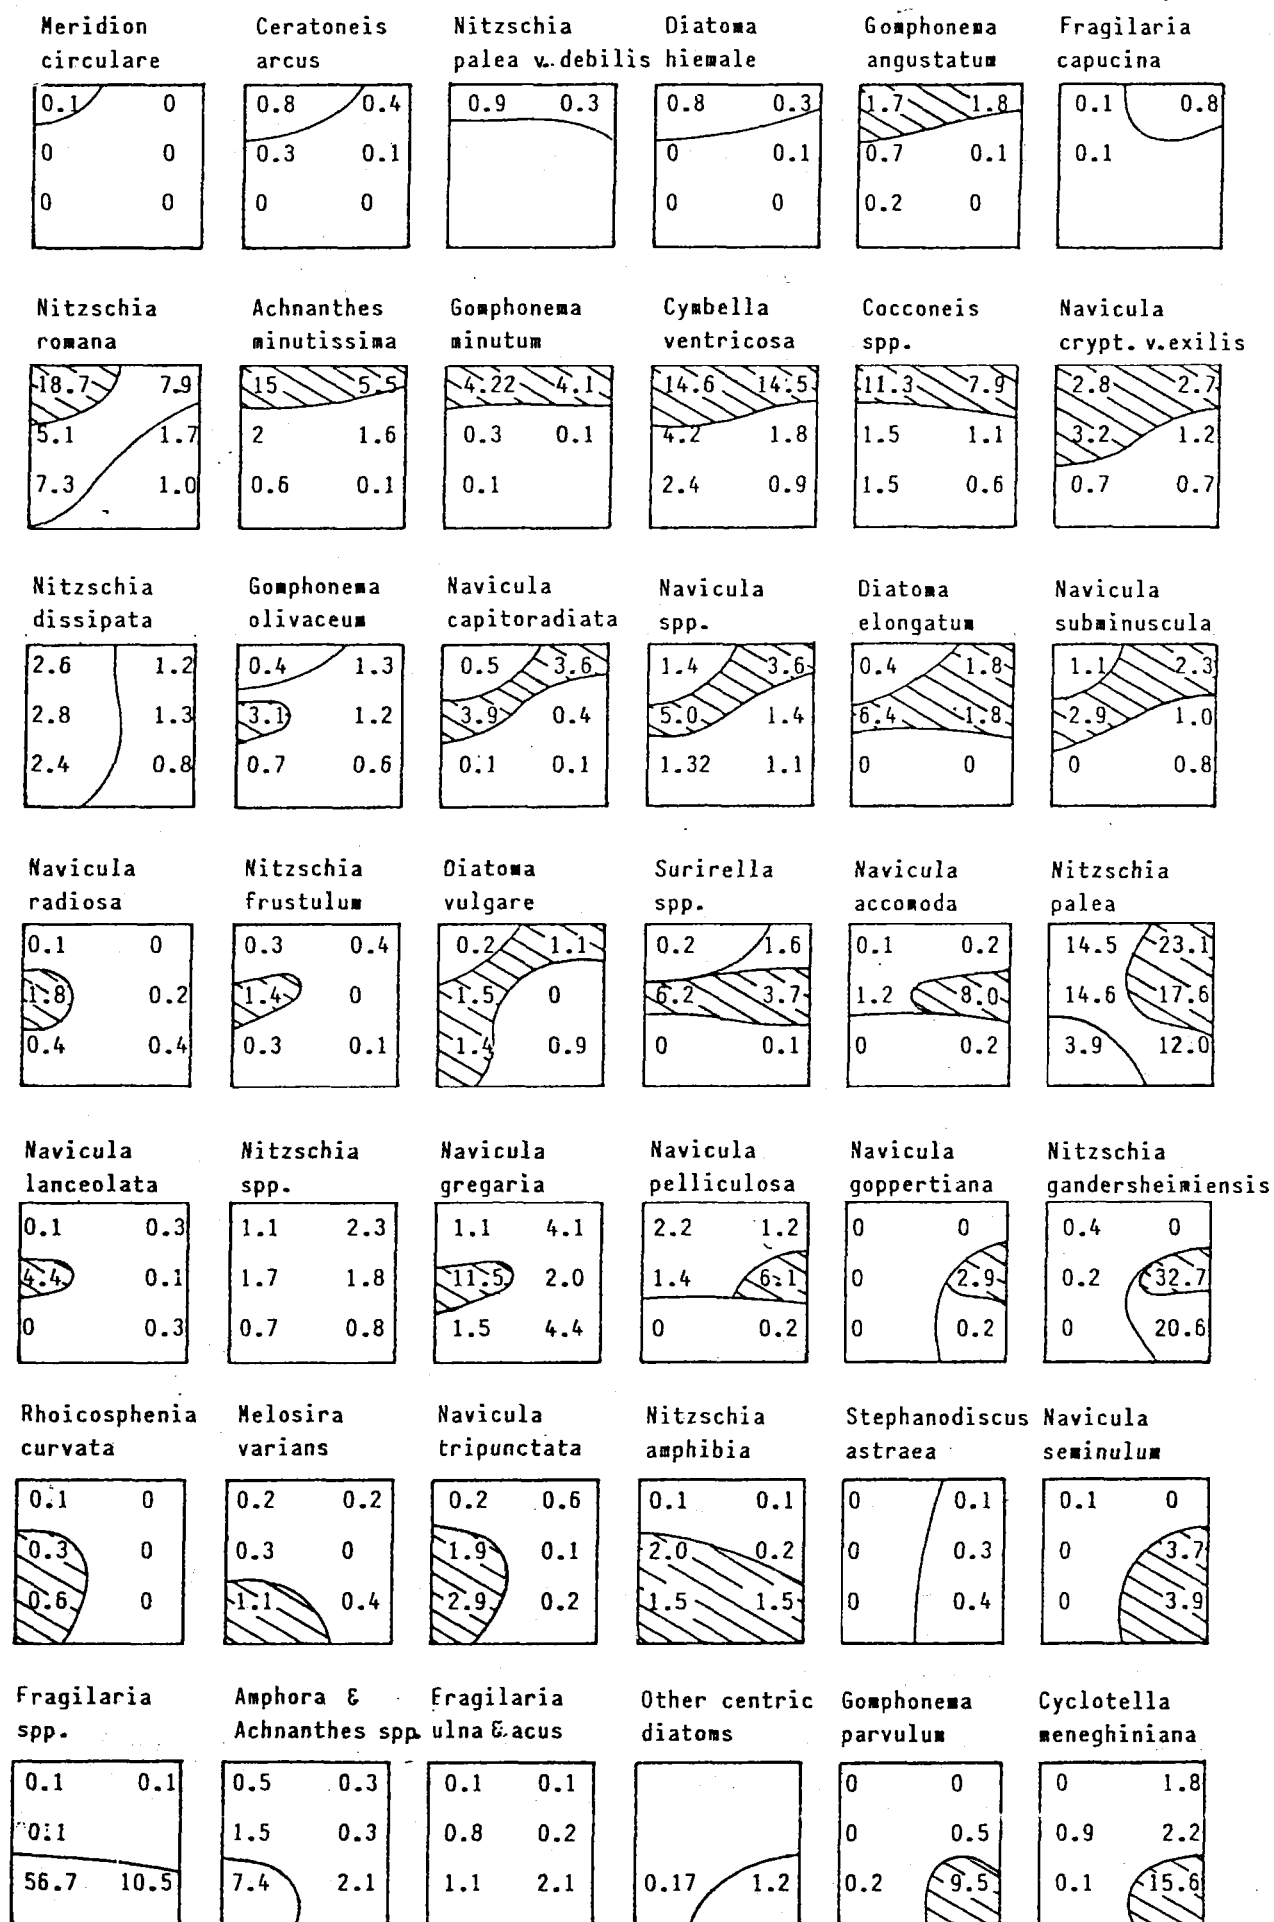 Meridion Ceratoneis Nitzschia Diatoma Gomphonema Fragilaria
circulare arcus palea v. debilis hiemale angustatum capucina
0.1 0 0.8 0.4 0.9 0.3 0.8 0.3 1.7 1.8 0.1 0.8
0 0 0.3 0.1 0 0.1 0.7 0.1 0.1
0 0 0 0 0 0 0.2 0
Nitzschia Achnanthes Gomphonema Cymbella Cocconeis Navicula
romana minutissima minutum ventricosa spp. crypt. v.exilis
18.7 7.9 15 5.5 4.22 4.1 14.6 14.5 11.3 7.9 2.8 2.7
5.1 1.7 2 1.6 0.3 0.1 4.2 1.8 1.5 1.1 3.2 1.2
7.3 1.0 0.6 0.1 0.1 2.4 0.9 1.5 0.6 0.7 0.7
Nitzschia Gomphonema Navicula Navicula Diatoma Navicula
dissipata olivaceum capitoradiata spp. elongatum subminuscula
2.6 1.2 0.4 1.3 0.5 3.6 1.4 3.6 0.4 1.8 1.1 2.3
2.8 1.3 3.1 1.2 3.9 0.4 5.0 1.4 6.4 1.8 2.9 1.0
2.4 0.8 0.7 0.6 0.1 0.1 1.32 1.1 0 0 0 0.8
Navicula Nitzschia Diatoma Surirella Navicula Nitzschia
radiosa frustulum vulgare spp. accomoda palea
0.1 0 0.3 0.4 0.2 1.1 0.2 1.6 0.1 0.2 14.5 23.1
1.8 0.2 1.4 0 1.5 0 6.2 3.7 1.2 8.0 14.6 17.6
0.4 0.4 0.3 0.1 1.4 0.9 0 0.1 0 0.2 3.9 12.0
Navicula Nitzschia Navicula Navicula Navicula Nitzschia
lanceolata spp. gregaria pelliculosa goppertiana gandersheimiensis
0.1 0.3 1.1 2.3 1.1 4.1 2.2 1.2 0 0 0.4 0
4.4 0.1 1.7 1.8 11.5 2.0 1.4 6.1 0 2.9 0.2 32.7
0 0.3 0.7 0.8 1.5 4.4 0 0.2 0 0.2 0 20.6
Rhoicosphenia Melosira Navicula Nitzschia Stephanodiscus Navicula
curvata varians tripunctata amphibia astraea seminulum
0.1 0 0.2 0.2 0.2 0.6 0.1 0.1 0 0.1 0.1 0
0.3 0 0.3 0 1.9 0.1 2.0 0.2 0 0.3 0 3.7
0.6 0 1.1 0.4 2.9 0.2 1.5 1.5 0 0.4 0 3.9
Fragilaria Amphora & Fragilaria Other centric Gomphonema Cyclotella
spp. Achnanthes spp. ulna & acus diatoms parvulum meneghiniana
0.1 0.1 0.5 0.3 0.1 0.1 0 0 0 1.8
0.1 1.5 0.3 0.8 0.2 0 0.5 0.9 2.2
56.7 10.5 7.4 2.1 1.1 2.1 0.17 1.2 0.2 9.5 0.1 15.6